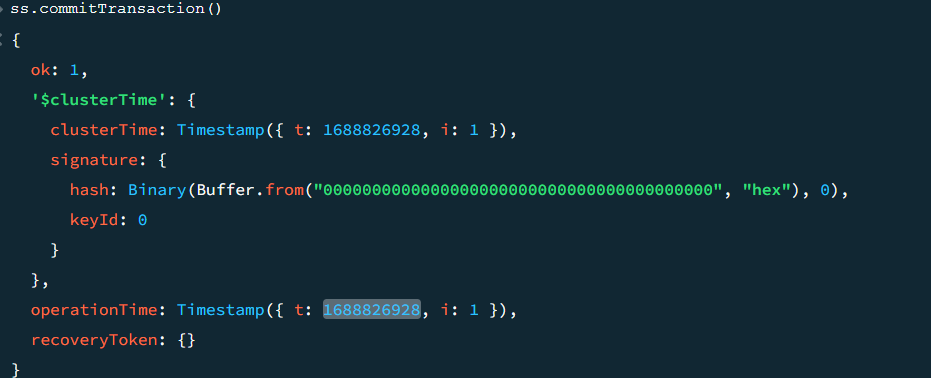 ss.commitTransaction()
{
ok: 1,
'$clusterTime': {
clusterTime: Timestamp({ t: 1688826928, i: 1 }),
signature: {
hash: Binary(Buffer.from("0000000000000000000000000000000000000000", "hex"), 0),
keyId: 0
}
},
operationTime: Timestamp({ t: 1688826928, i: 1 }),
recoveryToken: {}
}